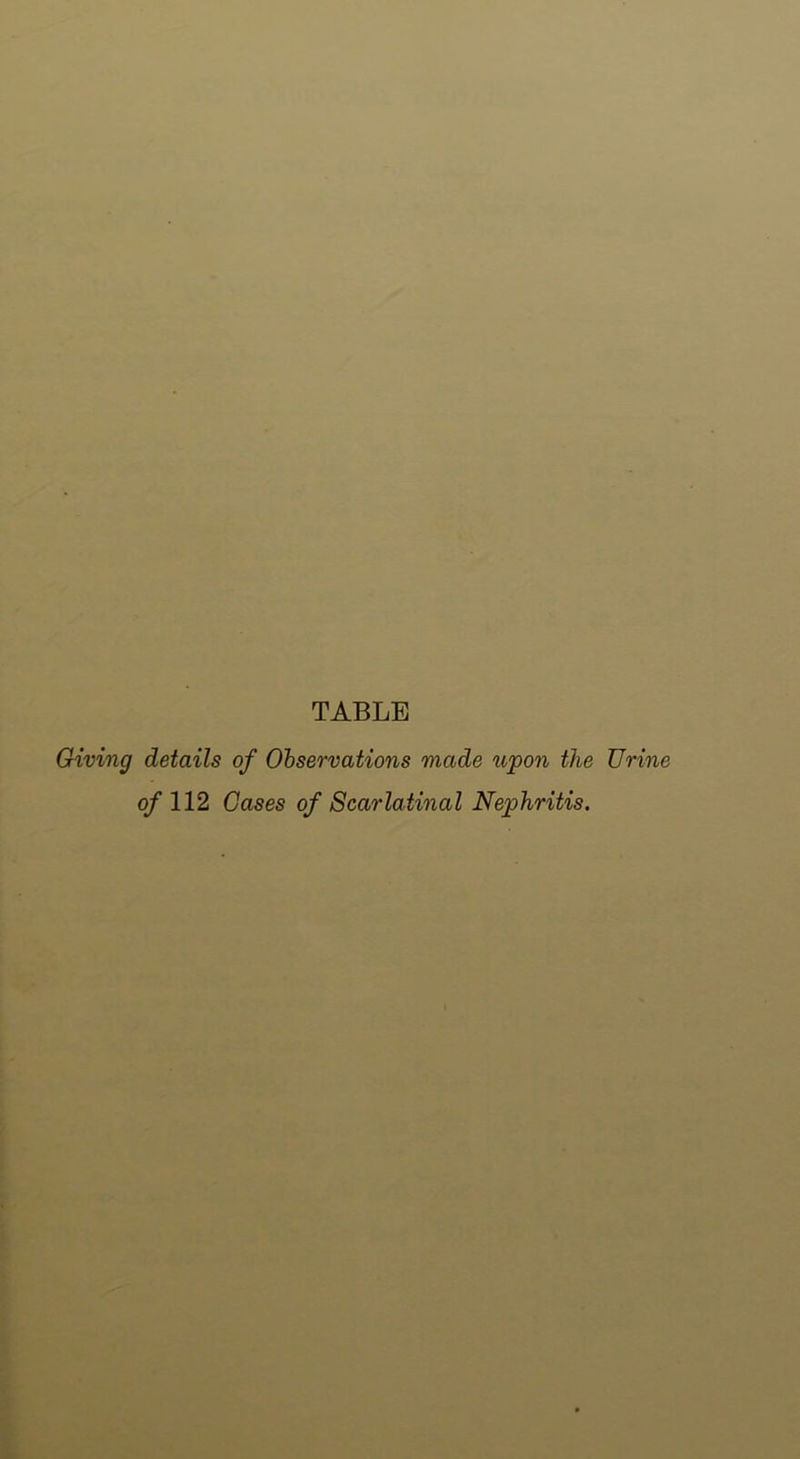 TABLE
Giving details of Observations made upon the Urine
of 112 Cases of Scarlatinal Nephritis.